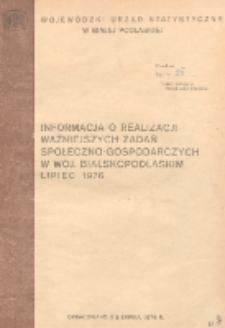 WOJEWÓDZKI URZĄD STATYSTYCZNY
W BIAŁEJ PODLASKIEJ
INFORMACJA O REALIZACJI
WAŻNIEJSZYCH ZADAŃ
SPOŁECZNO-GOSPODARCZYCH
W WOJ. BIALSKOPODLASKIM
LIPIEC 1976